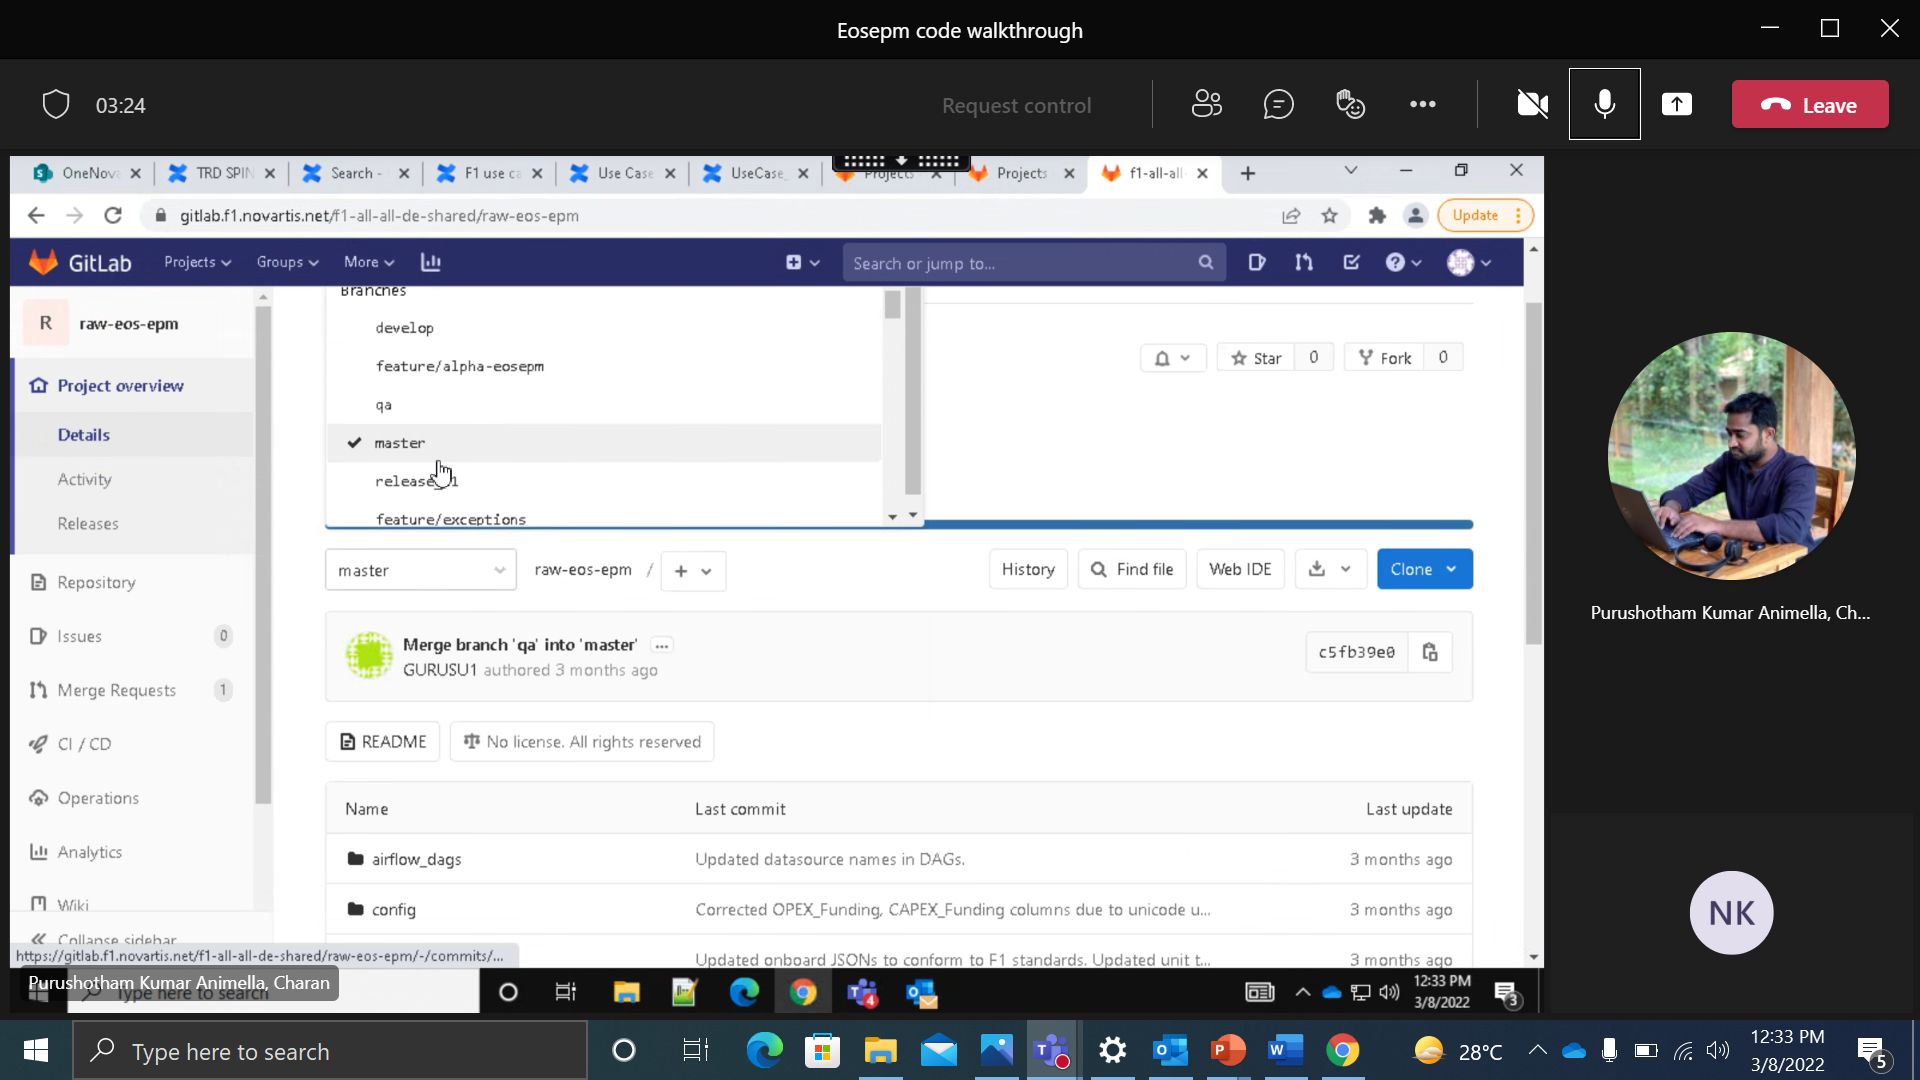 Eosepm code walkthrough
03:24
Request control
Leave
OneNova
TRD SPIN
Search -
F1 use ca
Use Case
UseCase_
Projects
Projects
f1-all-all-
gitlab.f1.novartis.net/f1-all-all-de-shared/raw-eos-epm
Update
GitLab
Projects
Groups
More
Search or jump to...
R
raw-eos-epm
Project overview
Details
Activity
Releases
Repository
Issues
0
Merge Requests
1
CI / CD
Operations
Analytics
Wiki
Collapse sidebar
Branches
develop
feature/alpha-eosepm
qa
master
feature/exceptions
Star
0
Fork
0
master
raw-eos-epm /
History
Find file
Web IDE
Clone
Merge branch 'qa' into 'master'
GURUSU1 authored 3 months ago
c5fb39e0
README
No license. All rights reserved
Name
Last commit
Last update
airflow_dags
Updated datasource names in DAGs.
3 months ago
config
Corrected OPEX_Funding, CAPEX_Funding columns due to unicode u...
3 months ago
Updated onboard JSONs to conform to F1 standards. Updated unit t...
3 months ago
https://gitlab.f1.novartis.net/f1-all-all-de-shared/raw-eos-epm/-/commits/...
Purushotham Kumar Animella, Charan
Type here to search
4
12:33 PM
3/8/2022
3
Purushotham Kumar Animella, Ch...
NK
Type here to search
28°C
12:33 PM
3/8/2022
5